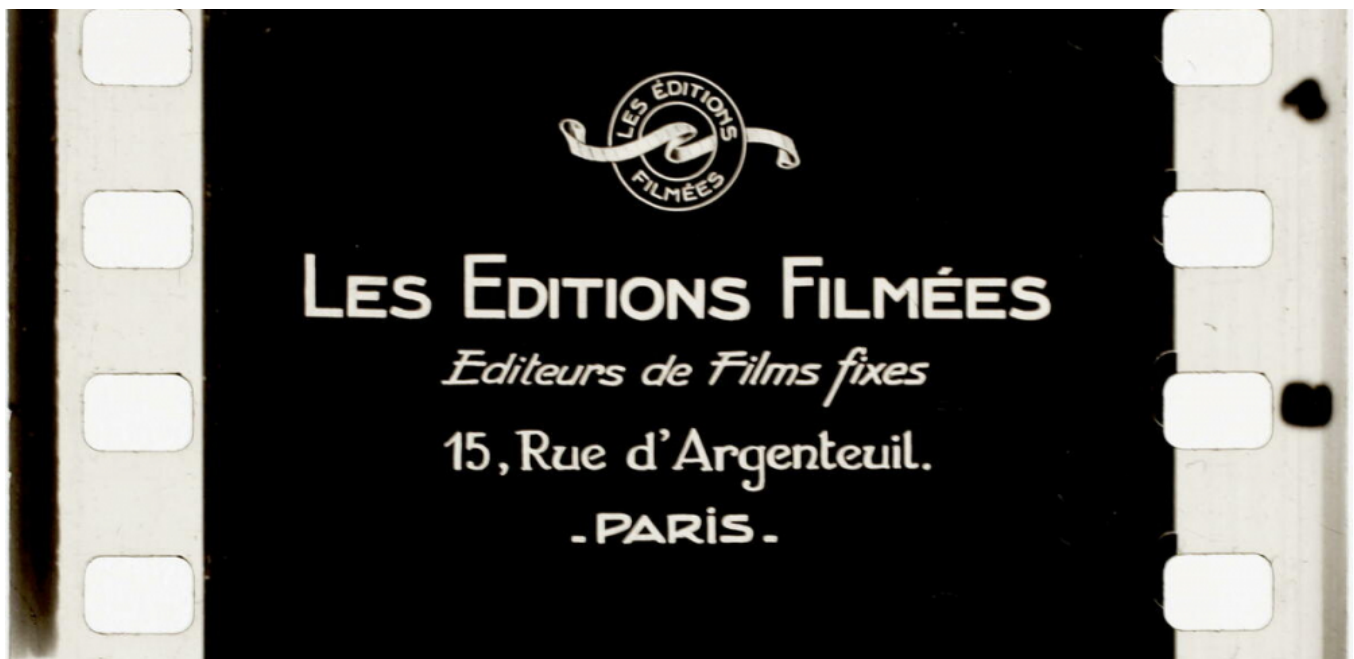 LES ÉDITIONS
FILMÉES
LES EDITIONS FILMÉES
Editeurs de Films fixes
15, Rue d'Argenteuil.
- PARIS -